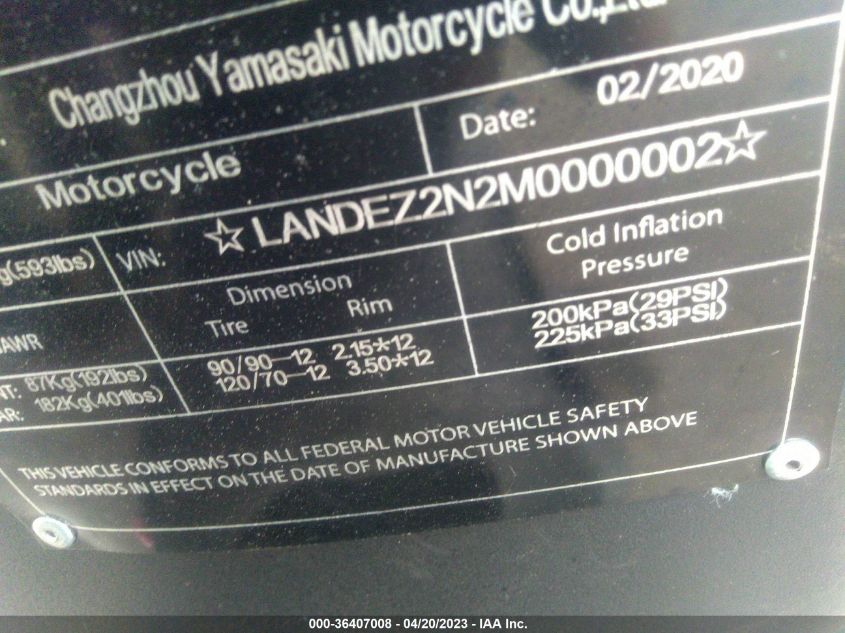 Changzhou Yamasaki Motorcycle Co.,Ltd
Motorcycle Date: 02/2020
g(593lbs) VIN: ☆LANDEZ2N2M0000002☆
Dimension Cold Inflation
Tire Rim Pressure
AWR
NT: 87Kg(192lbs) 90/90—12 2.15*12 200kPa(29PSI)
AR: 182Kg(401lbs) 120/70—12 3.50*12 225kPa(33PSI)
THIS VEHICLE CONFORMS TO ALL FEDERAL MOTOR VEHICLE SAFETY
STANDARDS IN EFFECT ON THE DATE OF MANUFACTURE SHOWN ABOVE
000-36407008 - 04/20/2023 - IAA Inc.